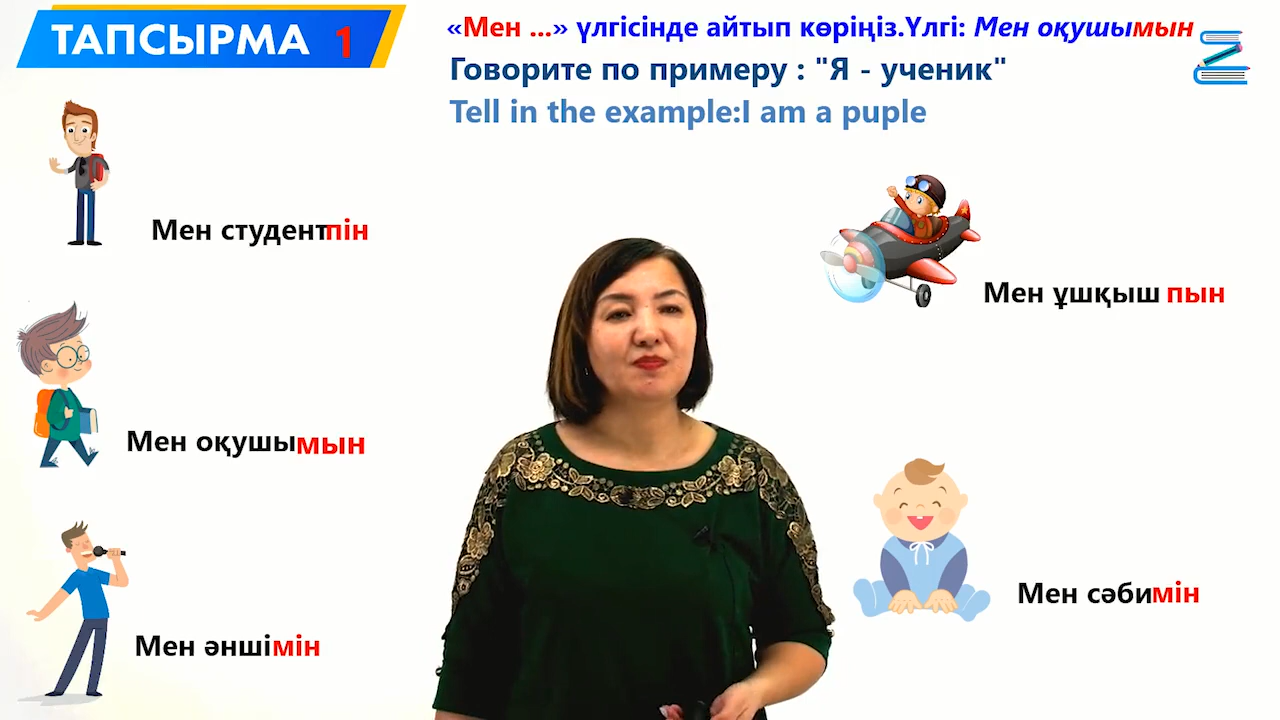 ТАПСЫРМА 1
«Мен ...» үлгісінде айтып көріңіз.Үлгі: Мен оқушымын
Говорите по примеру : "Я - ученик"
Tell in the example:I am a puple
Мен студентпін
Мен ұшқыш пын
Мен оқушымын
Мен сәбимін
Мен әншімін